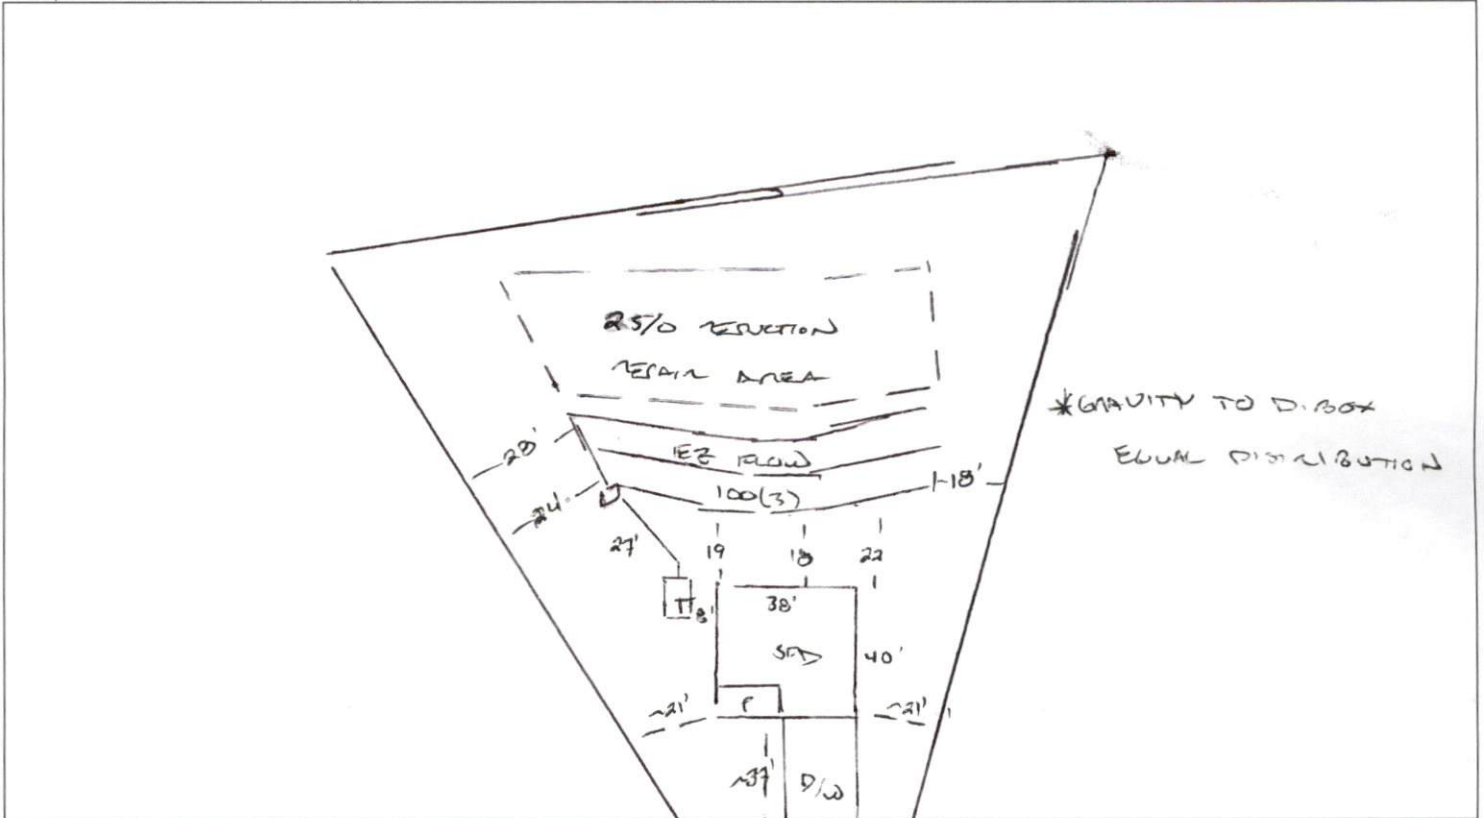 25% REDUCTION
REPAIR AREA
*GRAVITY TO D-BOX
EQUAL DISTRIBUTION
EZ FLOW
100(3)
28'
24'
18'
27'
19
18
22
T
8'
38'
SFD
40'
P
~21'
~21'
~37'
D/W